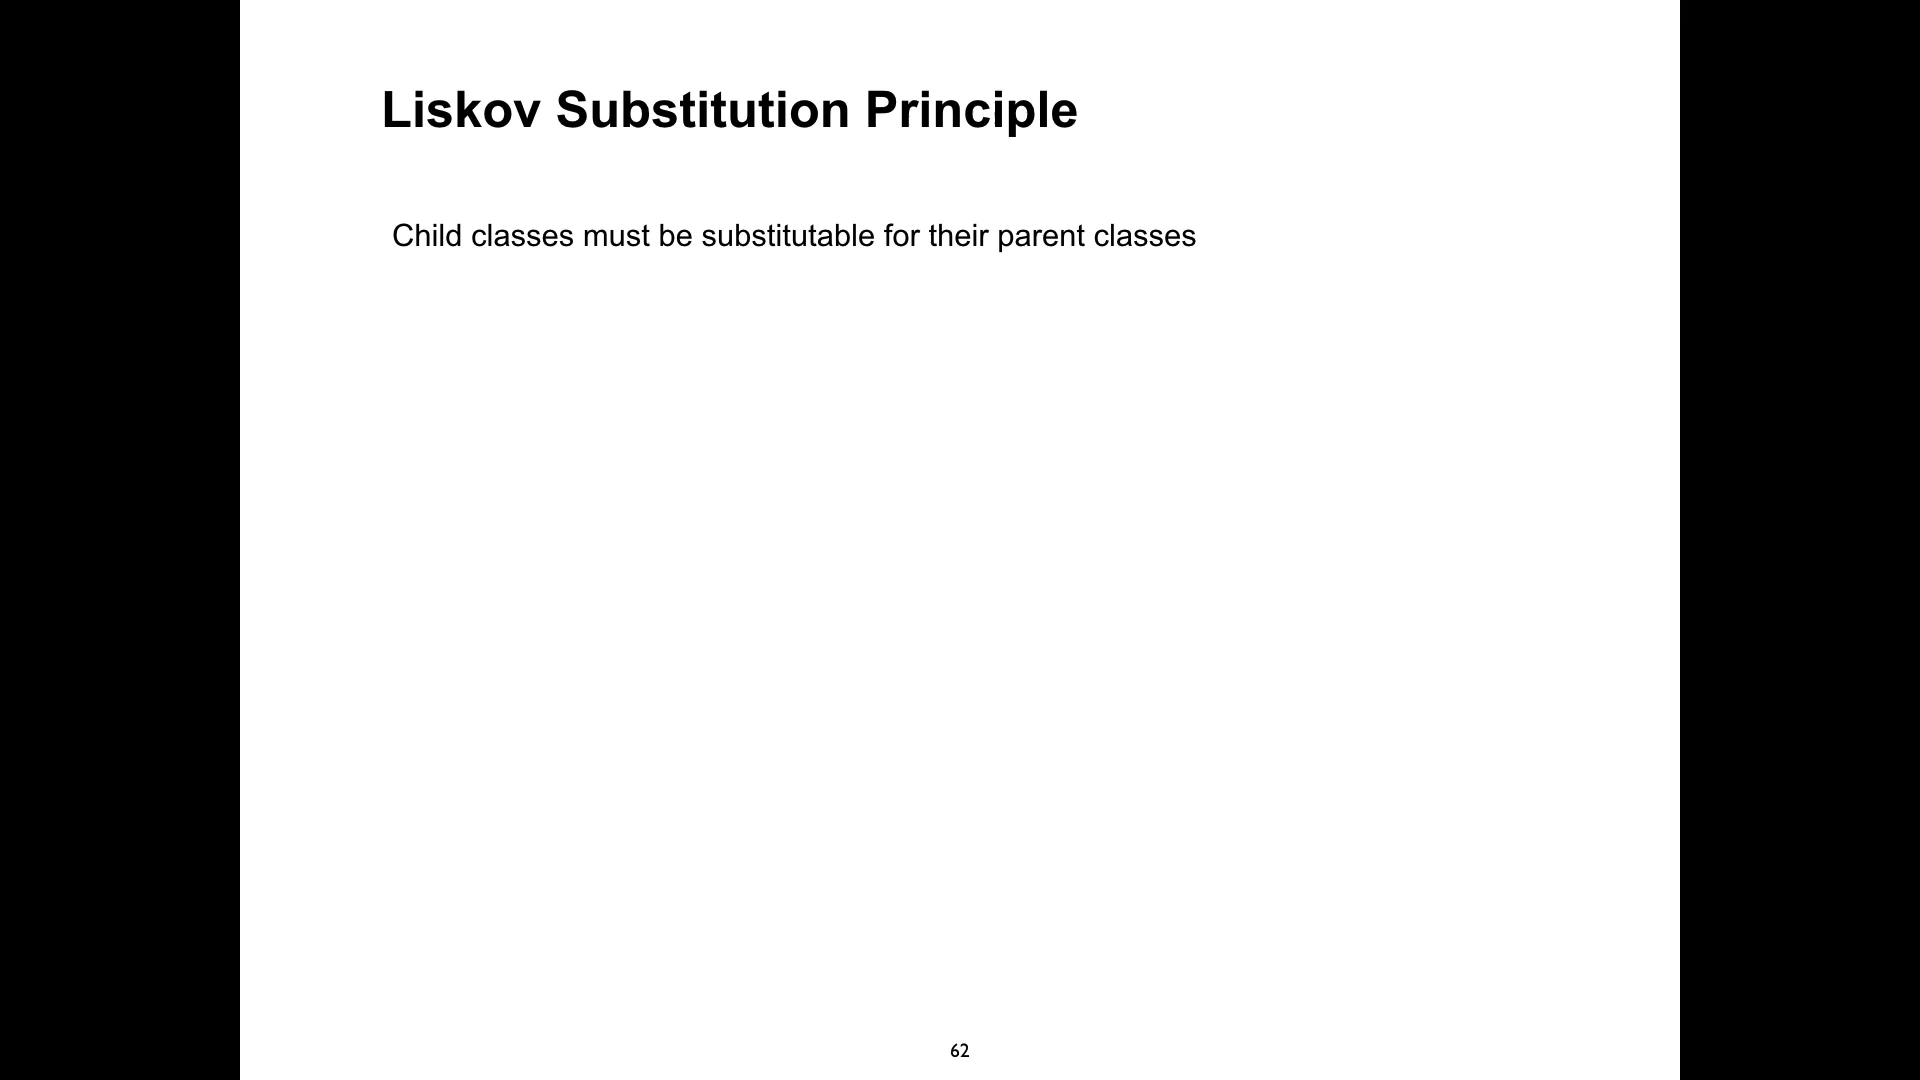 Liskov Substitution Principle
Child classes must be substitutable for their parent classes
62